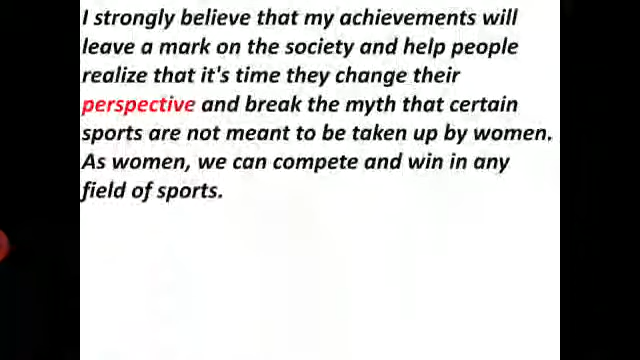 I strongly believe that my achievements will
leave a mark on the society and help people
realize that it's time they change their
perspective and break the myth that certain
sports are not meant to be taken up by women.
As women, we can compete and win in any
field of sports.